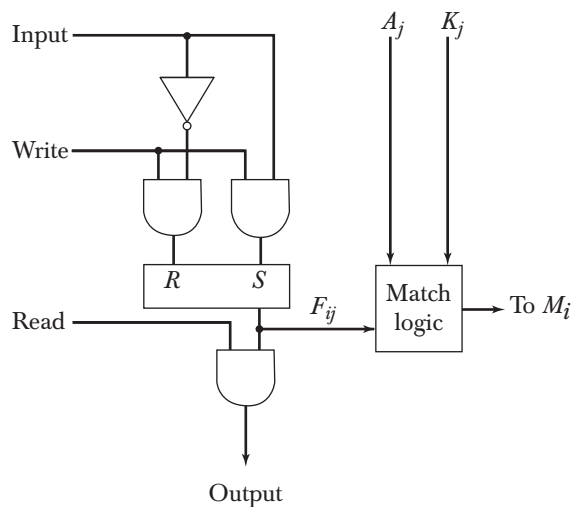 Input
A_j K_j
Write
R S
Match
logic
To M_i
Read
F_ij
Output